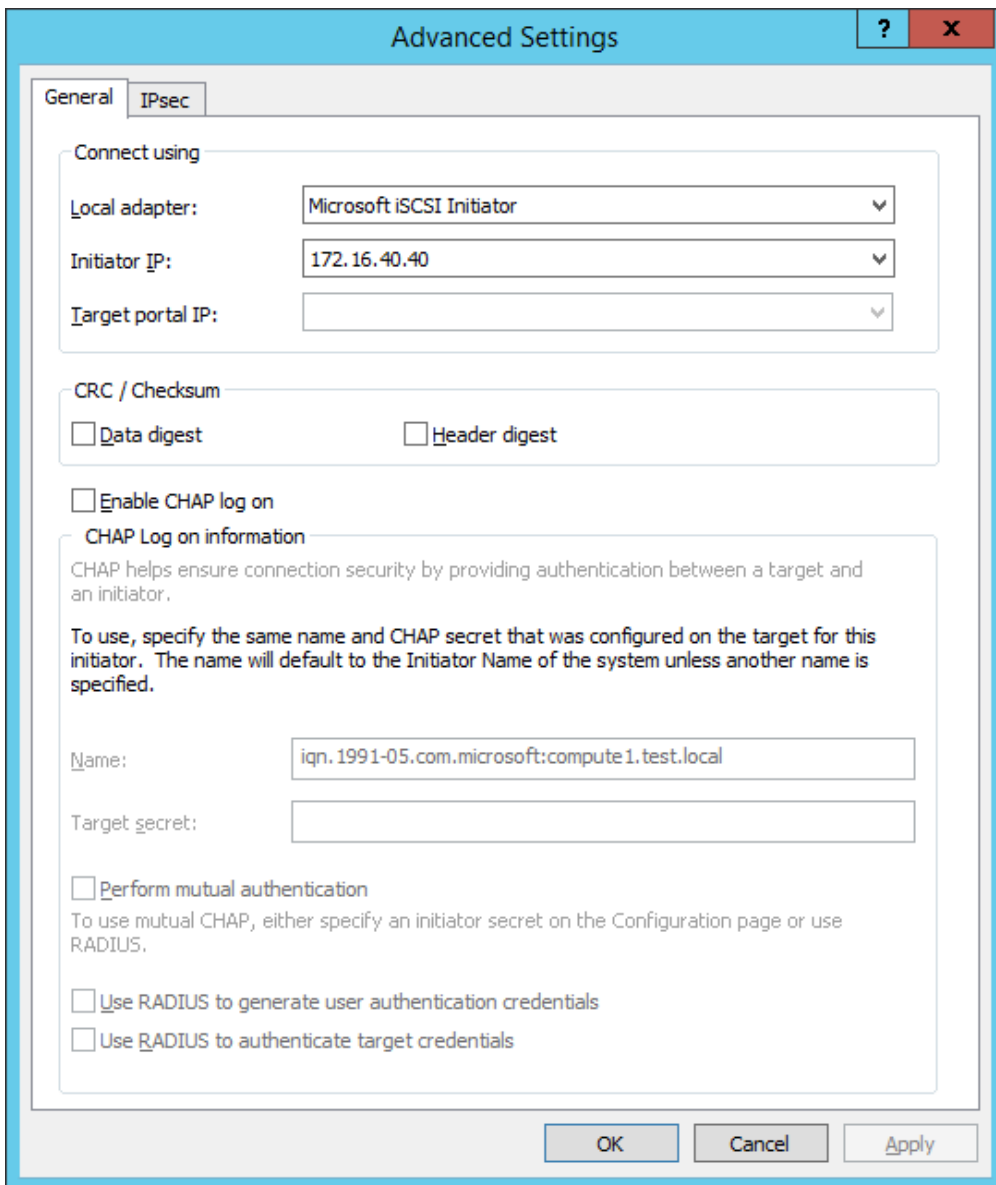 Advanced Settings
?
x
General
IPsec
Connect using
Local adapter:
Microsoft iSCSI Initiator
Initiator IP:
172.16.40.40
Target portal IP:
CRC / Checksum
Data digest
Header digest
Enable CHAP log on
CHAP Log on information
CHAP helps ensure connection security by providing authentication between a target and
an initiator.
To use, specify the same name and CHAP secret that was configured on the target for this
initiator.  The name will default to the Initiator Name of the system unless another name is
specified.
Name:
iqn.1991-05.com.microsoft:compute1.test.local
Target secret:
Perform mutual authentication
To use mutual CHAP, either specify an initiator secret on the Configuration page or use
RADIUS.
Use RADIUS to generate user authentication credentials
Use RADIUS to authenticate target credentials
OK
Cancel
Apply